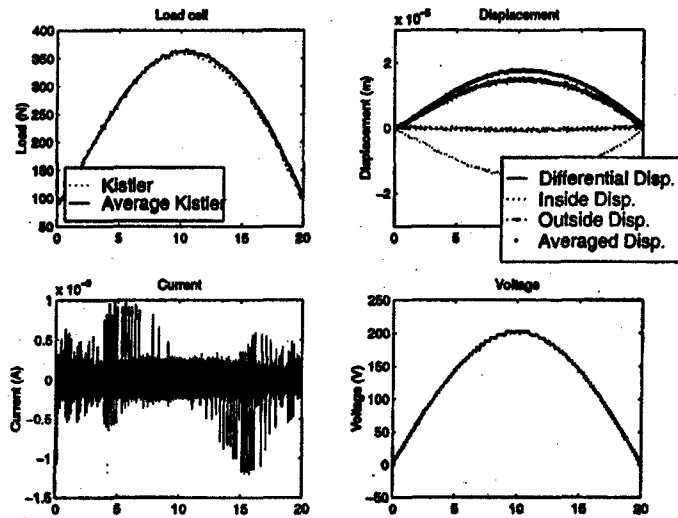 Load cell
400
350
300
250
200
150
100
50
Load (N)
Kistler
Average Kistler
0 5 10 15 20
Displacement
x 10
2
0
-2
Displacement (m)
Differential Disp.
Inside Disp.
Outside Disp.
Averaged Disp.
0 5
20
Current
x 10
1
0.5
0
-0.5
-1
-1.5
Current (A)
0 5 10 15 20
Voltage
250
200
150
100
50
0
-50
Voltage (V)
0 5 10 15 20